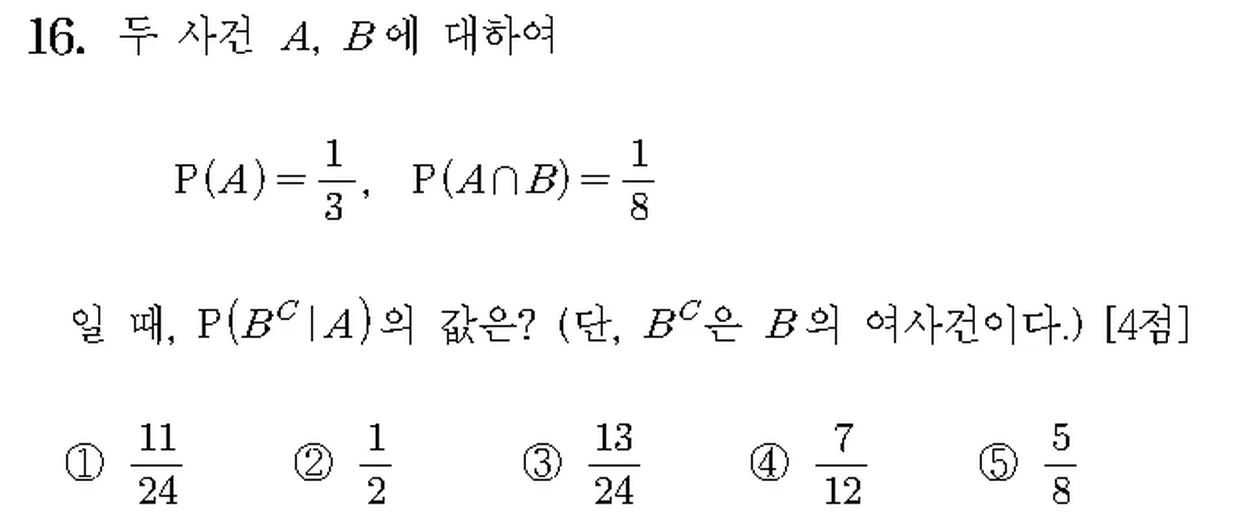 16. 두 사건 A, B에 대하여
P(A)=1/3, P(A∩B)=1/8
일 때, P(B^C|A)의 값은? (단, B^C은 B의 여사건이다.) [4점]
① 11/24 ② 1/2 ③ 13/24 ④ 7/12 ⑤ 5/8